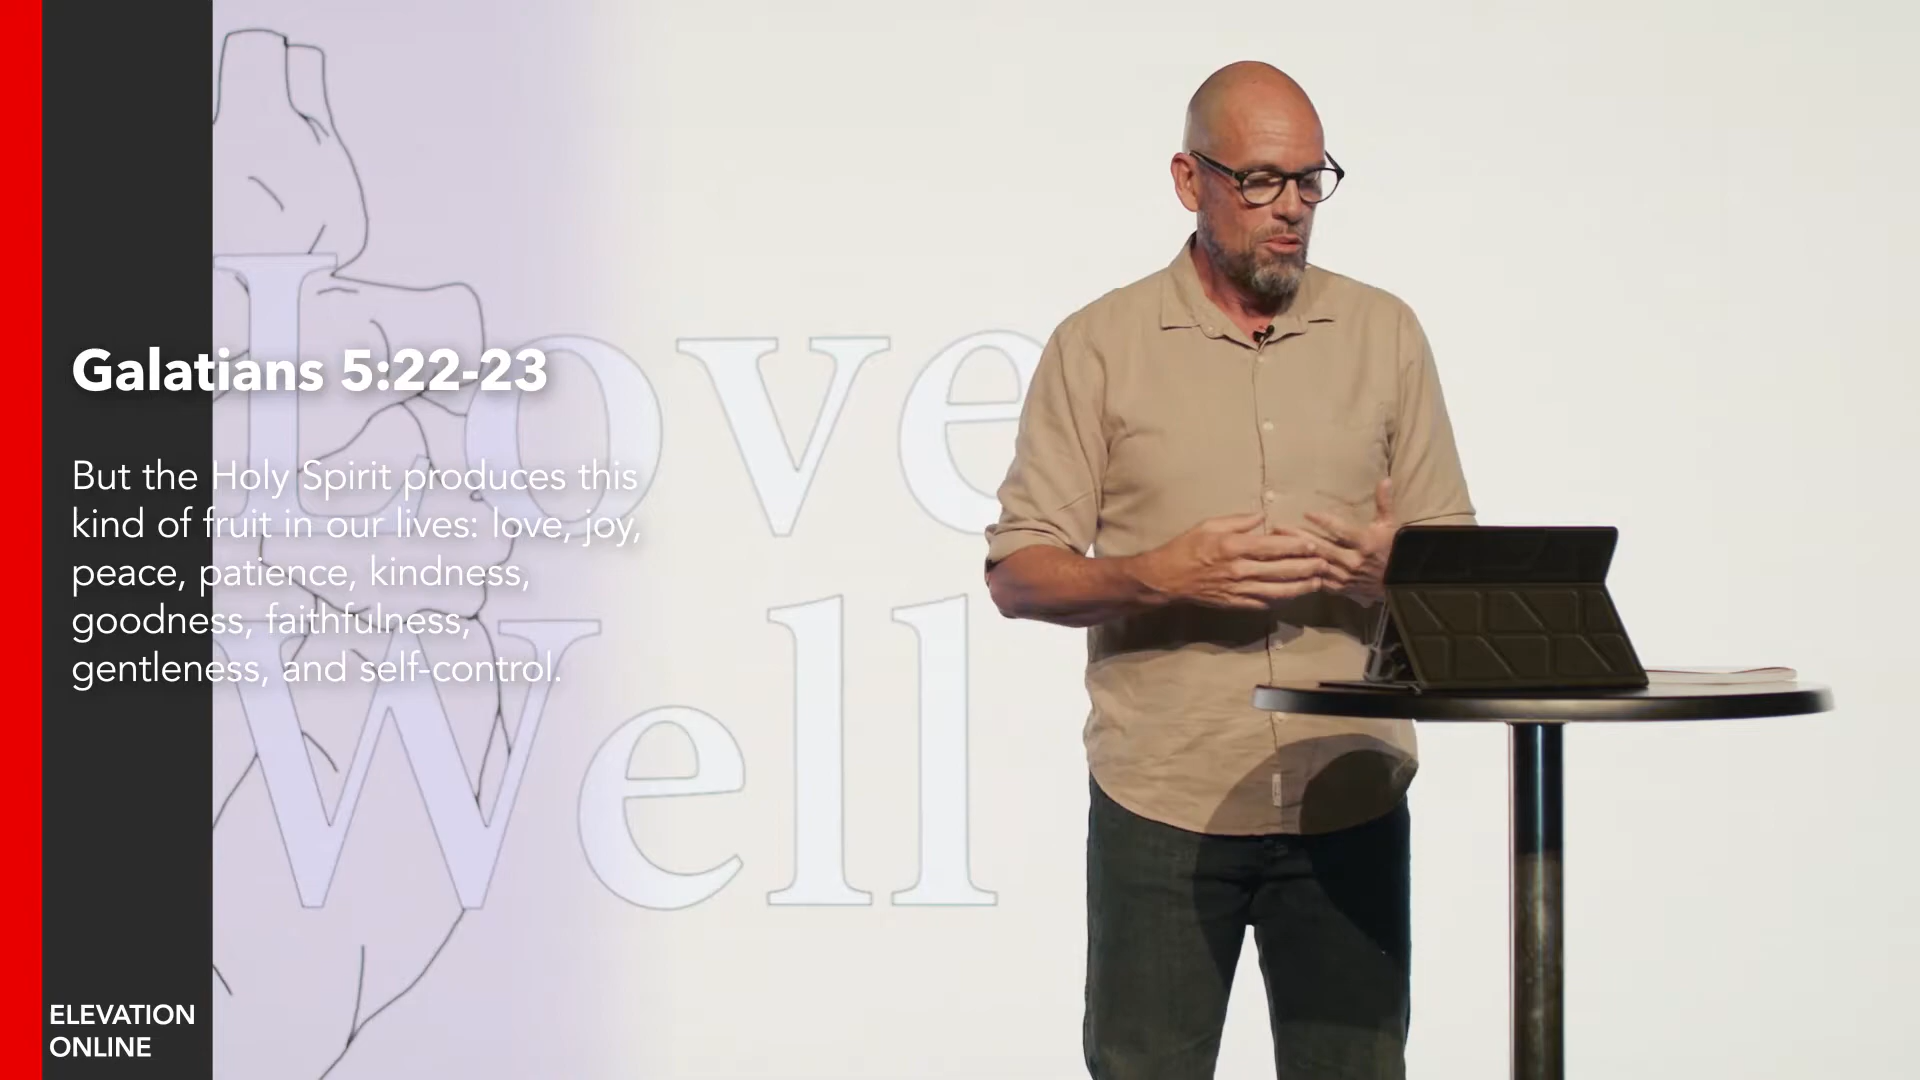 Galatians 5:22-23
But the Holy Spirit produces this
kind of fruit in our lives: love, joy,
peace, patience, kindness,
goodness, faithfulness,
gentleness, and self-control.
Love
Well
ELEVATION
ONLINE